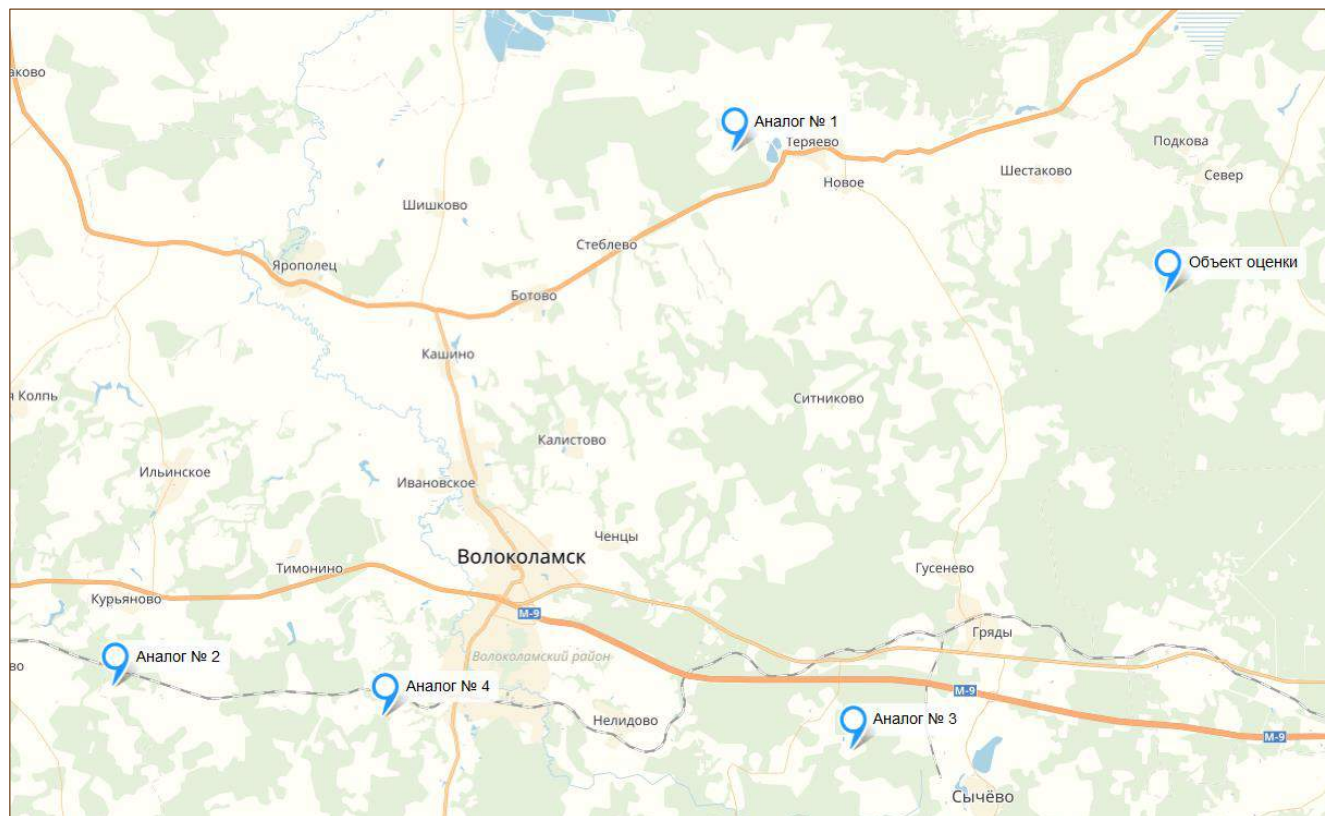 аково
Аналог № 1
Теряево
Подкова
Шестаково
Север
Новое
Шишково
Стеблево
Ярополец
Объект оценки
Ботово
Кашино
я Колпь
Ситниково
Калистово
Ильинское
Ивановское
Ченцы
Волоколамск
Тимонино
Гусенево
Курьяново
М-9
Гряды
Волоколамский район
во
Аналог № 2
Аналог № 4
М-9
Нелидово
Аналог № 3
М-9
Сычёво